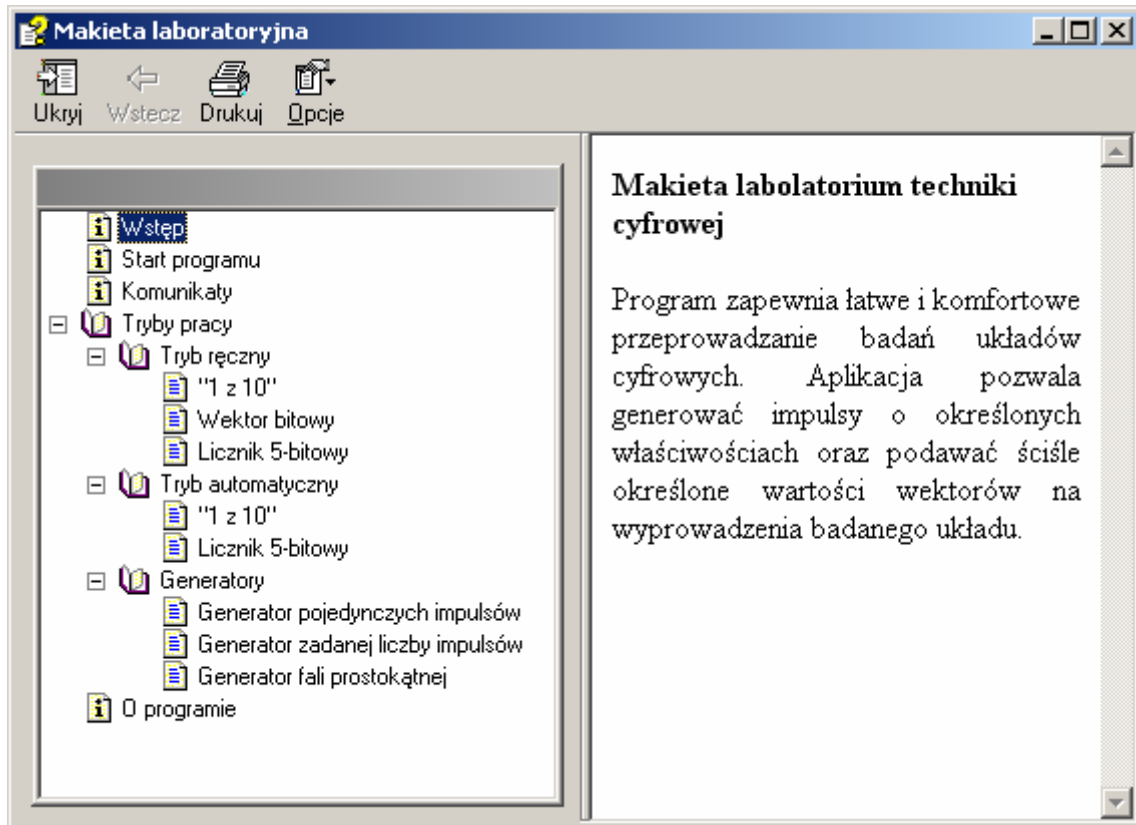 Makieta laboratoryjna
Ukryj Wstecz Drukuj Opcje
Wstęp
Start programu
Komunikaty
Tryby pracy
Tryb ręczny
"1 z 10"
Wektor bitowy
Licznik 5-bitowy
Tryb automatyczny
"1 z 10"
Licznik 5-bitowy
Generatory
Generator pojedynczych impulsów
Generator zadanej liczby impulsów
Generator fali prostokątnej
O programie
Makieta labolatorium techniki
cyfrowej
Program zapewnia łatwe i komfortowe
przeprowadzanie badań układów
cyfrowych. Aplikacja pozwala
generować impulsy o określonych
właściwościach oraz podawać ściśle
określone wartości wektorów na
wyprowadzenia badanego układu.